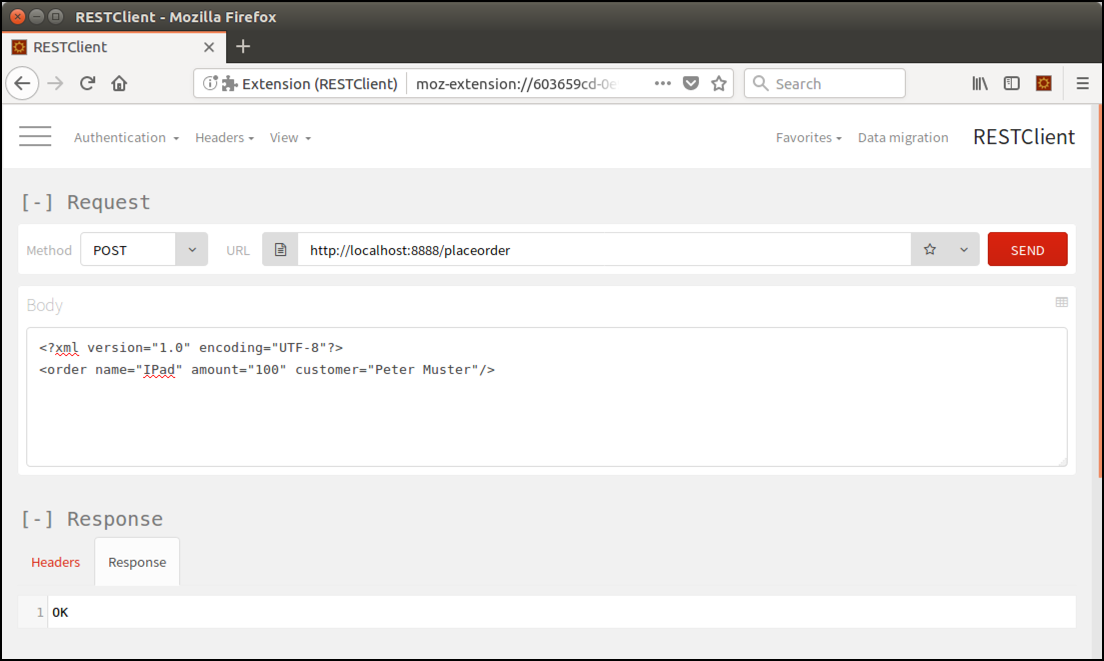 RESTClient - Mozilla Firefox
RESTClient
Extension (RESTClient) moz-extension://603659cd-0e
Search
Authentication Headers View Favorites Data migration RESTClient
[-] Request
Method POST URL http://localhost:8888/placeorder SEND
Body
<?xml version="1.0" encoding="UTF-8"?>
<order name="IPad" amount="100" customer="Peter Muster"/>
[-] Response
Headers Response
1 OK